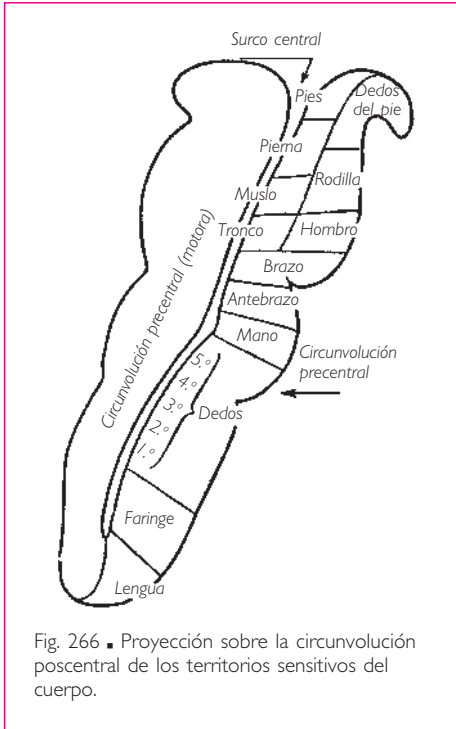 Surco central
Pies
Dedos
del pie
Pierna
Rodilla
Muslo
Tronco
Hombro
Brazo
Antebrazo
Mano
Circunvolución precentral (motora)
Circunvolución
precentral
5.º
4.º
3.º
2.º
1.º
Dedos
Faringe
Lengua
Fig. 266 ■ Proyección sobre la circunvolución
poscentral de los territorios sensitivos del
cuerpo.